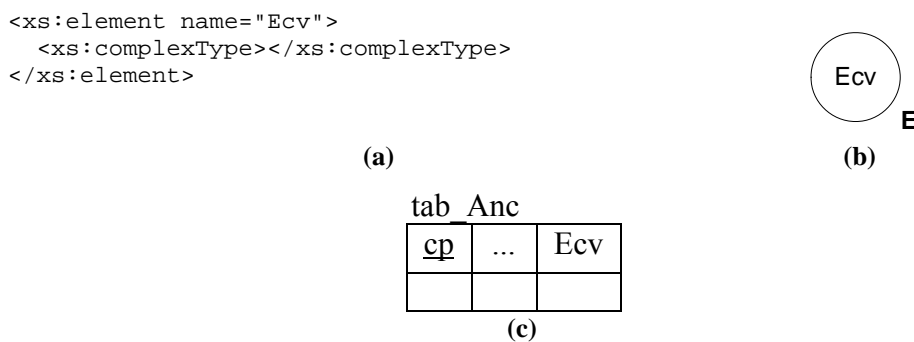 <xs:element name="Ecv">
<xs:complexType></xs:complexType>
</xs:element>
Ecv
E
(a)
(b)
tab_Anc
cp ... Ecv
(c)